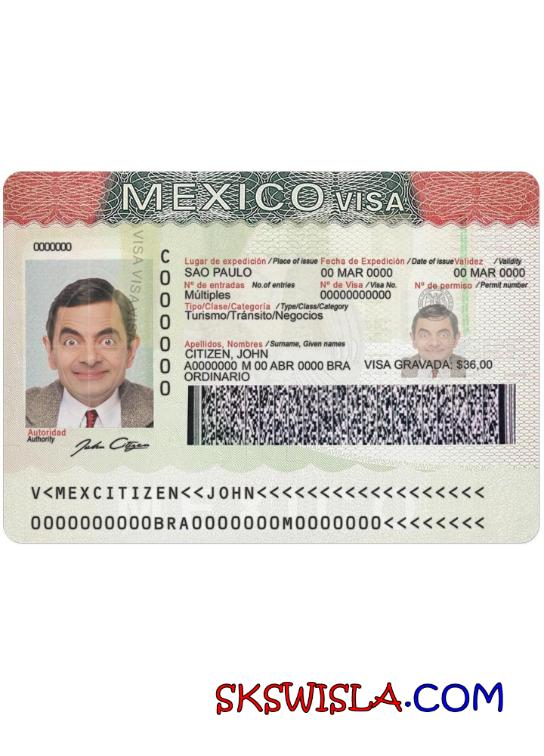 MEXICO VISA
0000000
VISA VISA VISA
C0000000
Lugar de expedición / Place of issue Fecha de Expedición / Date of issue Validez / Validity
SAO PAULO 00 MAR 0000 00 MAR 0000
Nº de entradas No.of entries Nº de Visa / Visa No. Nº de permiso / Permit number
Múltiples 00000000000
Tipo/Clase/Categoría / Type/Class/Category
Turismo/Tránsito/Negocios
Apellidos, Nombres / Surname, Given names
CITIZEN, JOHN
A0000000 M 00 ABR 0000 BRA VISA GRAVADA: $36,00
ORDINARIO
Autoridad
Authority
John Citizen
V<MEXCITIZEN<<JOHN<<<<<<<<<<<<<<<<<<
0000000000BRA0000000M0000000<<<<<<<<
MEXICO
SKSWISLA.COM